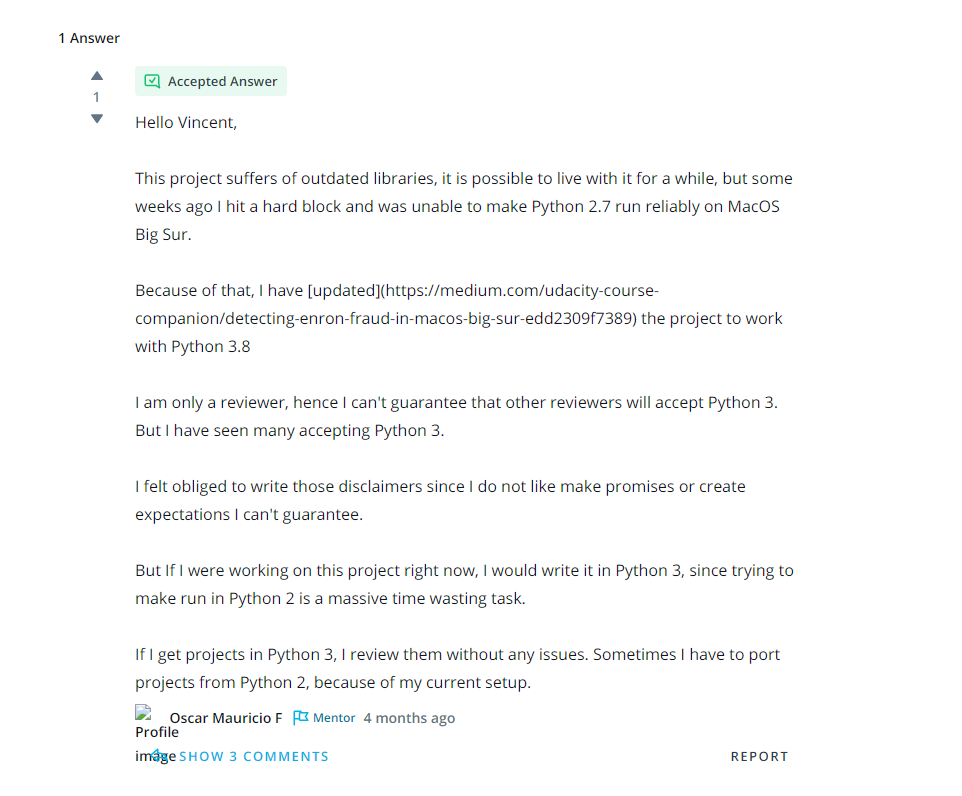 1 Answer
Accepted Answer
1
Hello Vincent,
This project suffers of outdated libraries, it is possible to live with it for a while, but some
weeks ago I hit a hard block and was unable to make Python 2.7 run reliably on MacOS
Big Sur.
Because of that, I have [updated](https://medium.com/udacity-course-
companion/detecting-enron-fraud-in-macos-big-sur-edd2309f7389) the project to work
with Python 3.8
I am only a reviewer, hence I can't guarantee that other reviewers will accept Python 3.
But I have seen many accepting Python 3.
I felt obliged to write those disclaimers since I do not like make promises or create
expectations I can't guarantee.
But If I were working on this project right now, I would write it in Python 3, since trying to
make run in Python 2 is a massive time wasting task.
If I get projects in Python 3, I review them without any issues. Sometimes I have to port
projects from Python 2, because of my current setup.
Oscar Mauricio F Mentor 4 months ago
Profile
image SHOW 3 COMMENTS REPORT